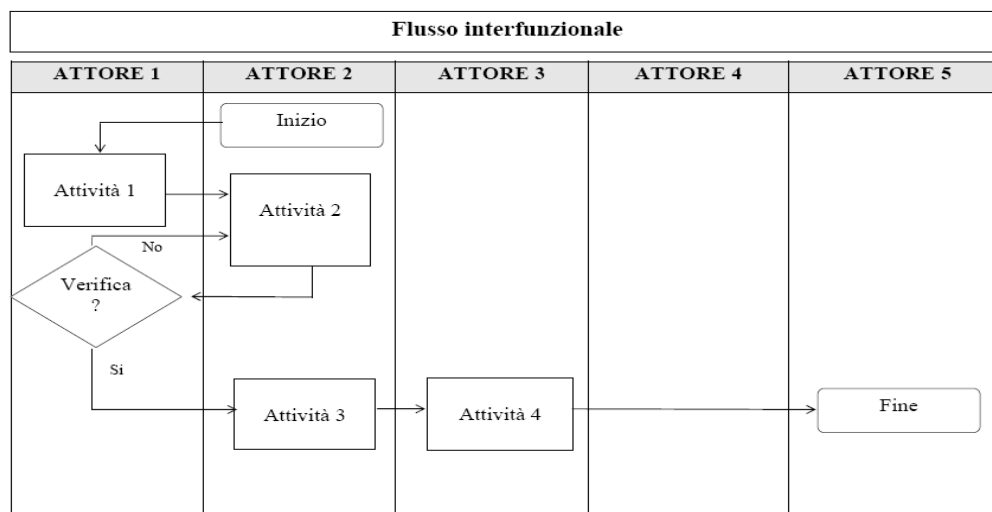 Flusso interfunzionale
ATTORE 1 ATTORE 2 ATTORE 3 ATTORE 4 ATTORE 5
Inizio
Attività 1
Attività 2
No
Verifica
?
Si
Attività 3
Attività 4
Fine